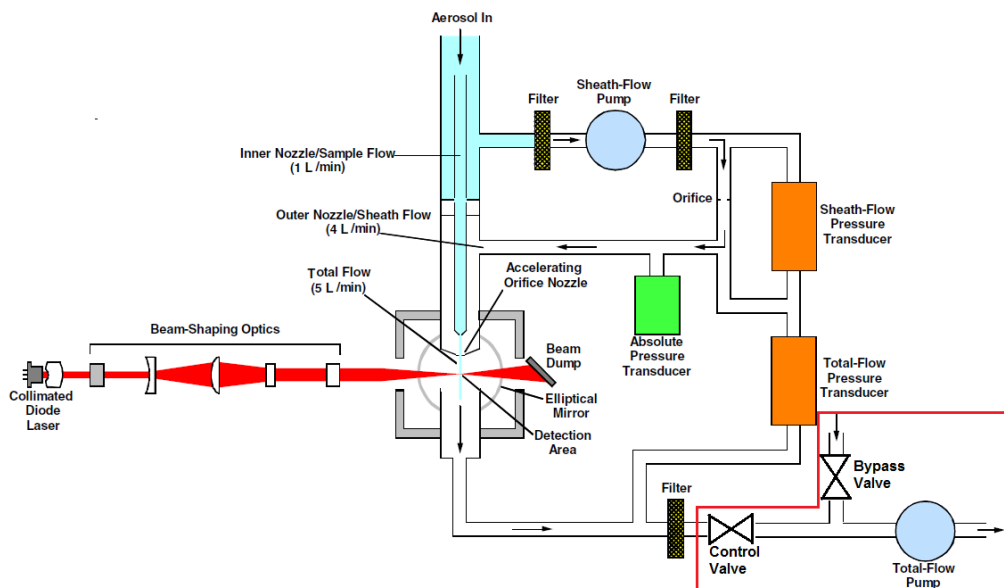 Aerosol In
Filter
Sheath-Flow
Pump
Filter
Inner Nozzle/Sample Flow
(1 L/min)
Orifice
Outer Nozzle/Sheath Flow
(4 L/min)
Sheath-Flow
Pressure
Transducer
Total Flow
(5 L/min)
Accelerating
Orifice Nozzle
Beam-Shaping Optics
Beam
Dump
Absolute
Pressure
Transducer
Total-Flow
Pressure
Transducer
Collimated
Diode
Laser
Elliptical
Mirror
Detection
Area
Filter
Bypass
Valve
Control
Valve
Total-Flow
Pump